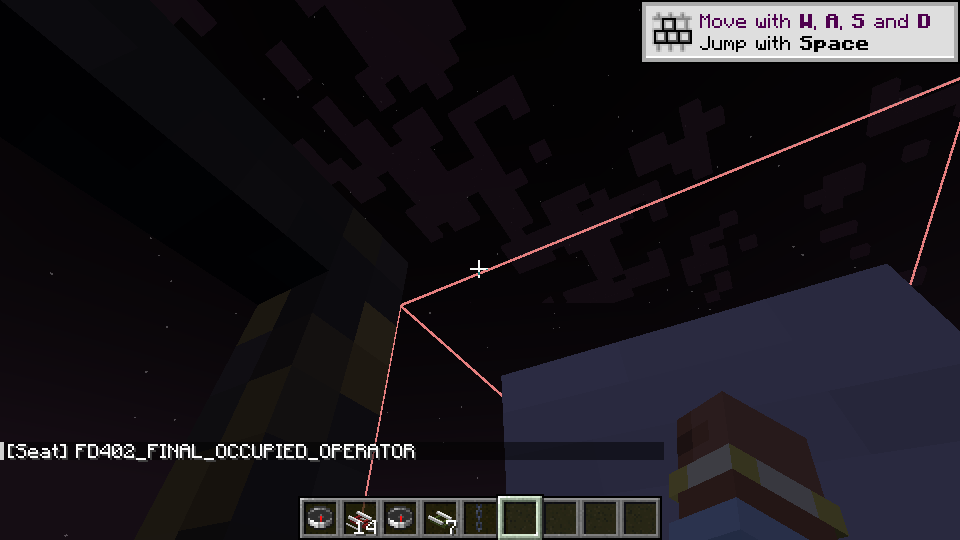 Move with W, A, S and D
Jump with Space
[Seat] FD402_FINAL_OCCUPIED_OPERATOR
14
7